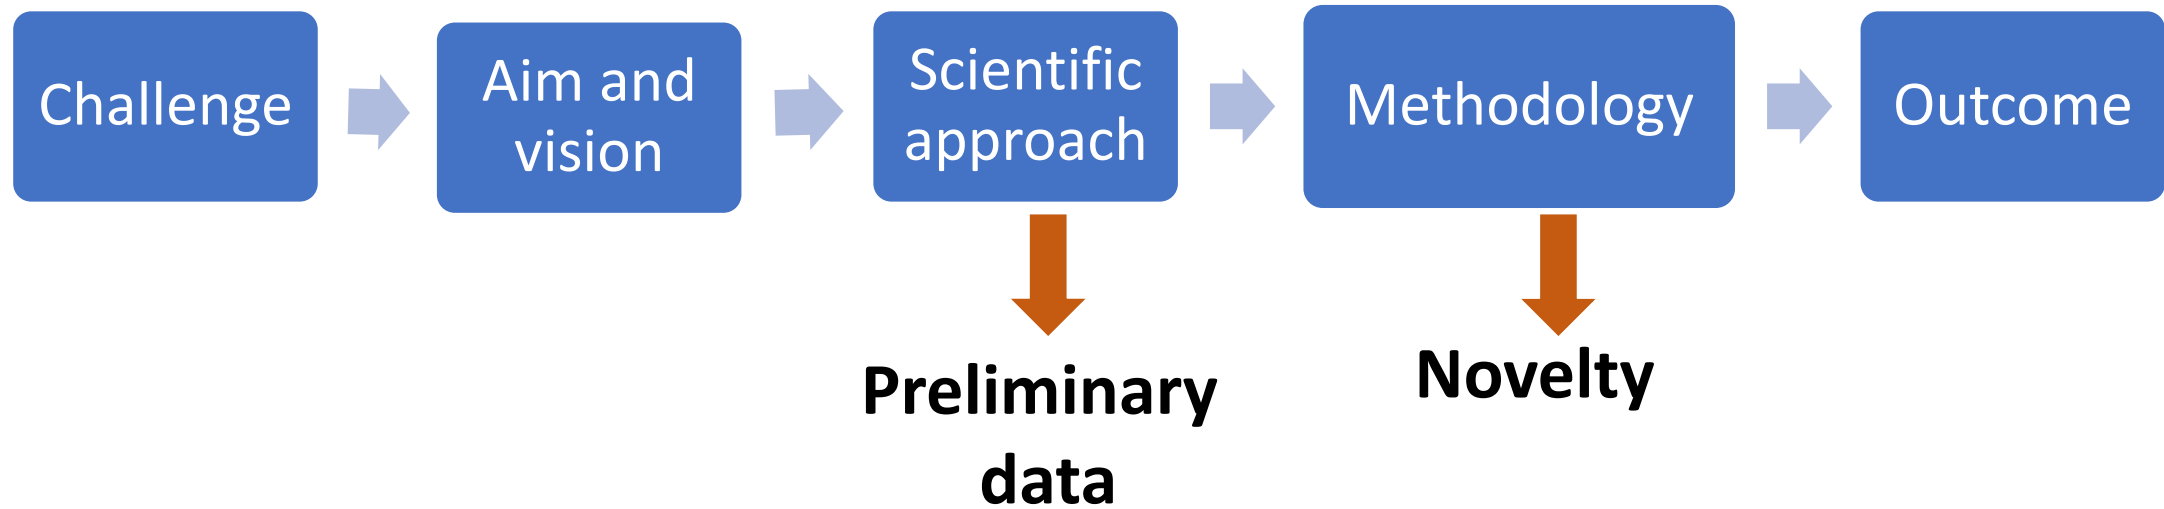 Challenge
Aim and
vision
Scientific
approach
Methodology
Outcome
Preliminary
data
Novelty